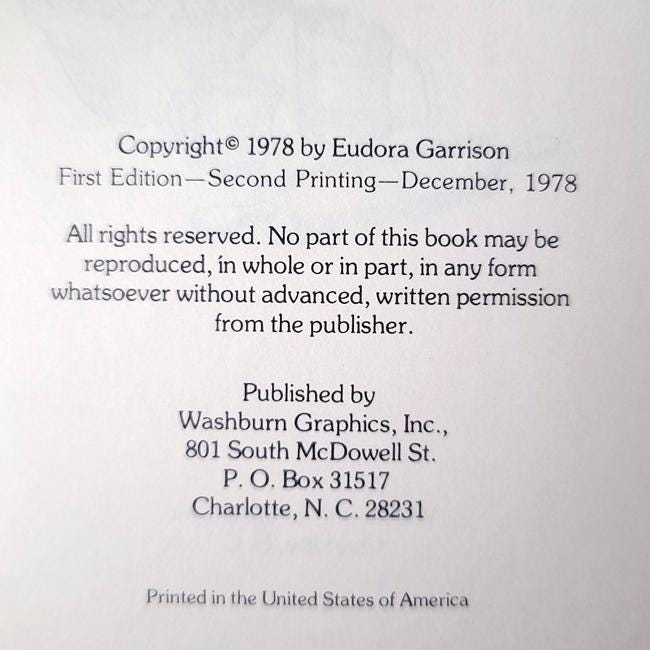 Copyright© 1978 by Eudora Garrison
First Edition—Second Printing—December, 1978
All rights reserved. No part of this book may be
reproduced, in whole or in part, in any form
whatsoever without advanced, written permission
from the publisher.
Published by
Washburn Graphics, Inc.,
801 South McDowell St.
P. O. Box 31517
Charlotte, N. C. 28231
Printed in the United States of America